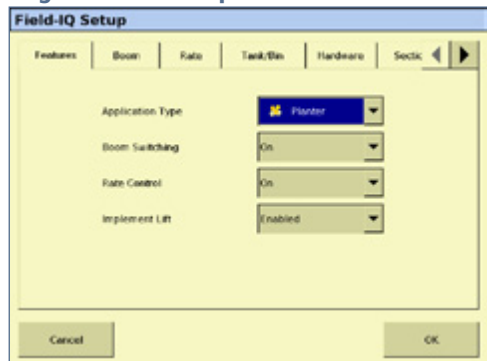 Field-IQ Setup
Features Boom Rate Tank/Bin Hardware Sectic
Application Type Planter
Boom Switching On
Rate Control On
Implement Lift Enabled
Cancel OK